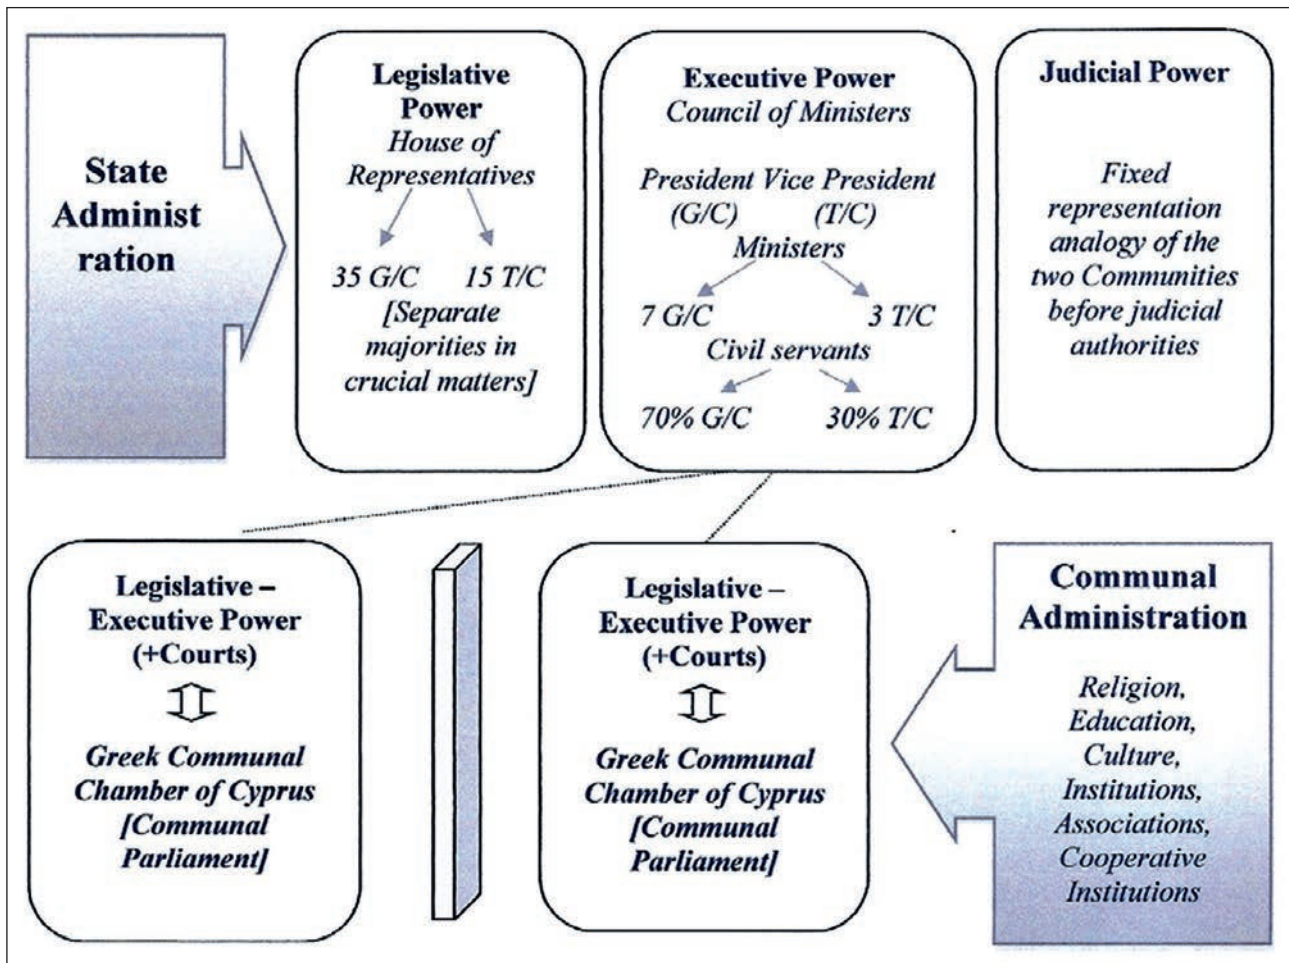 State
Administ
ration
Legislative
Power
House of
Representatives
35 G/C 15 T/C
[Separate
majorities in
crucial matters]
Executive Power
Council of Ministers
President Vice President
(G/C) (T/C)
Ministers
7 G/C 3 T/C
Civil servants
70% G/C 30% T/C
Judicial Power
Fixed
representation
analogy of the
two Communities
before judicial
authorities
Legislative –
Executive Power
(+Courts)
Greek Communal
Chamber of Cyprus
[Communal
Parliament]
Legislative –
Executive Power
(+Courts)
Greek Communal
Chamber of Cyprus
[Communal
Parliament]
Communal
Administration
Religion,
Education,
Culture,
Institutions,
Associations,
Cooperative
Institutions